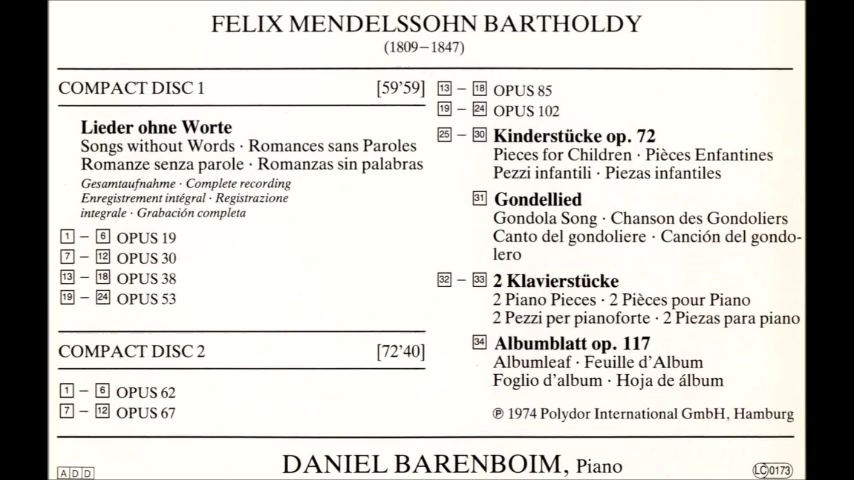 FELIX MENDELSSOHN BARTHOLDY
(1809–1847)
COMPACT DISC 1 [59'59]
Lieder ohne Worte
Songs without Words · Romances sans Paroles
Romanze senza parole · Romanzas sin palabras
Gesamtaufnahme · Complete recording
Enregistrement intégral · Registrazione
integrale · Grabación completa
1 – 6 OPUS 19
7 – 12 OPUS 30
13 – 18 OPUS 38
19 – 24 OPUS 53
COMPACT DISC 2 [72'40]
1 – 6 OPUS 62
7 – 12 OPUS 67
13 – 18 OPUS 85
19 – 24 OPUS 102
25 – 30 Kinderstücke op. 72
Pieces for Children · Pièces Enfantines
Pezzi infantili · Piezas infantiles
31 Gondellied
Gondola Song · Chanson des Gondoliers
Canto del gondoliere · Canción del gondo-
lero
32 – 33 2 Klavierstücke
2 Piano Pieces · 2 Pièces pour Piano
2 Pezzi per pianoforte · 2 Piezas para piano
34 Albumblatt op. 117
Albumleaf · Feuille d'Album
Foglio d'album · Hoja de álbum
℗ 1974 Polydor International GmbH, Hamburg
DANIEL BARENBOIM, Piano
ADD
LC 0173